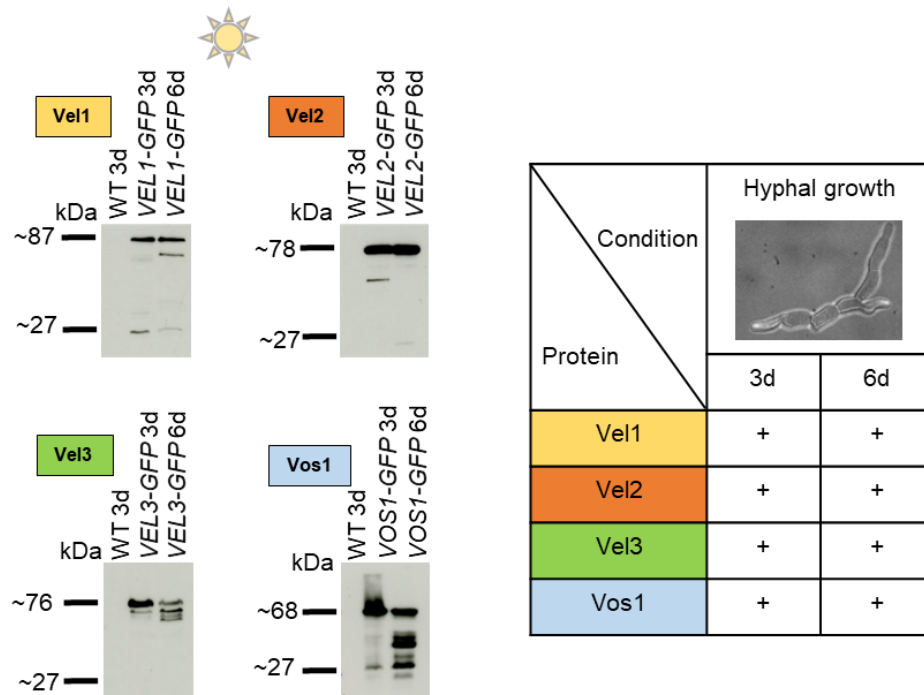 Vel1
WT 3d
VEL1-GFP 3d
VEL1-GFP 6d
kDa
~87
~27
Vel2
WT 3d
VEL2-GFP 3d
VEL2-GFP 6d
kDa
~78
~27
Vel3
WT 3d
VEL3-GFP 3d
VEL3-GFP 6d
kDa
~76
~27
Vos1
WT 3d
VOS1-GFP 3d
VOS1-GFP 6d
kDa
~68
~27
Condition
Protein
Hyphal growth
3d 6d
Vel1 + +
Vel2 + +
Vel3 + +
Vos1 + +